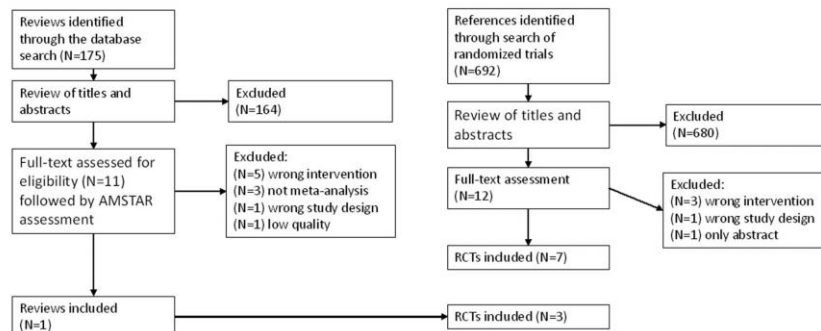 Reviews identified
through the database
search (N=175)
Review of titles and
abstracts
Excluded
(N=164)
Full-text assessed for
eligibility (N=11)
followed by AMSTAR
assessment
Excluded:
(N=5) wrong intervention
(N=3) not meta-analysis
(N=1) wrong study design
(N=1) low quality
Reviews included
(N=1)
References identified
through search of
randomized trials
(N=692)
Review of titles and
abstracts
Excluded
(N=680)
Full-text assessment
(N=12)
Excluded:
(N=3) wrong intervention
(N=1) wrong study design
(N=1) only abstract
RCTs included (N=7)
RCTs included (N=3)